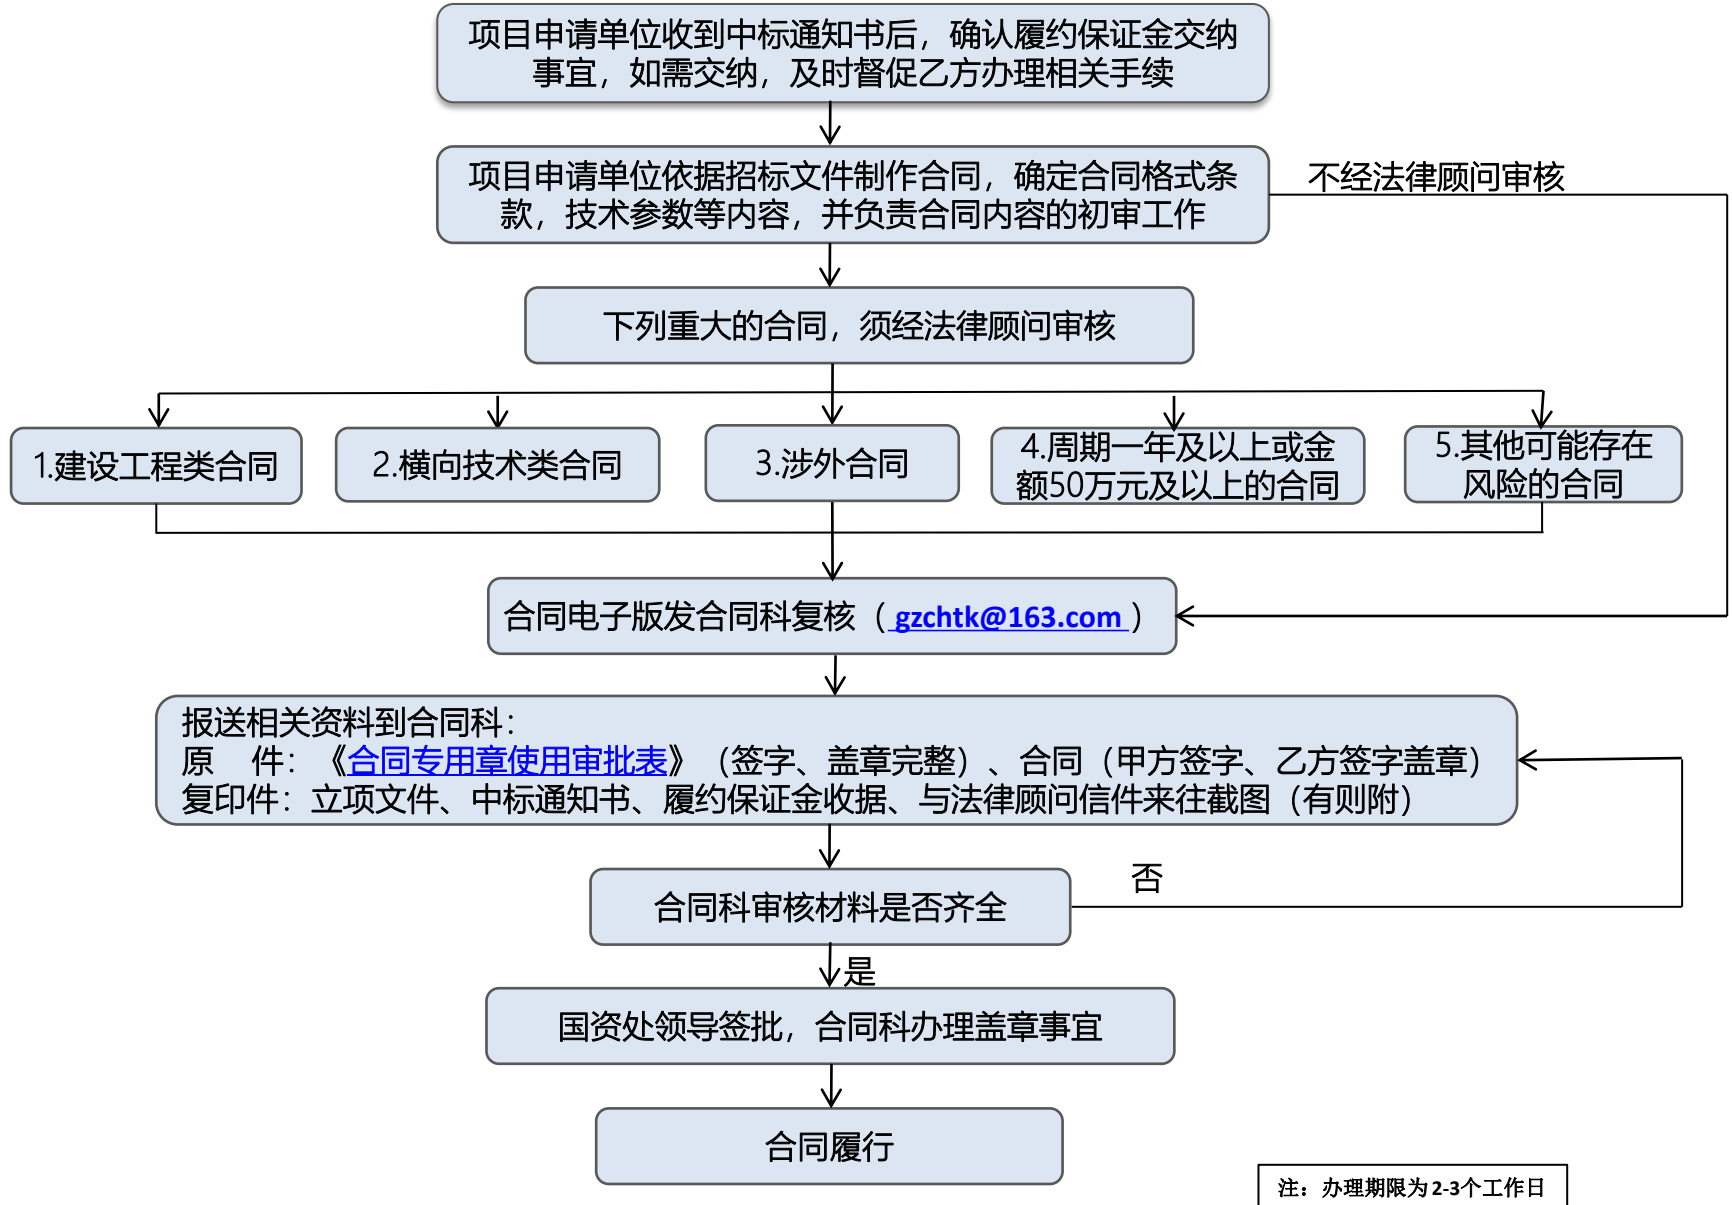 项目申请单位收到中标通知书后，确认履约保证金交纳
事宜，如需交纳，及时督促乙方办理相关手续
项目申请单位依据招标文件制作合同，确定合同格式条
款，技术参数等内容，并负责合同内容的初审工作
不经法律顾问审核
下列重大的合同，须经法律顾问审核
1.建设工程类合同
2.横向技术类合同
3.涉外合同
4.周期一年及以上或金
额50万元及以上的合同
5.其他可能存在
风险的合同
合同电子版发合同科复核（ gzchtk@163.com ）
报送相关资料到合同科：
原　件：《合同专用章使用审批表》（签字、盖章完整）、合同（甲方签字、乙方签字盖章）
复印件：立项文件、中标通知书、履约保证金收据、与法律顾问信件来往截图（有则附）
合同科审核材料是否齐全
否
是
国资处领导签批，合同科办理盖章事宜
合同履行
注：办理期限为2-3个工作日